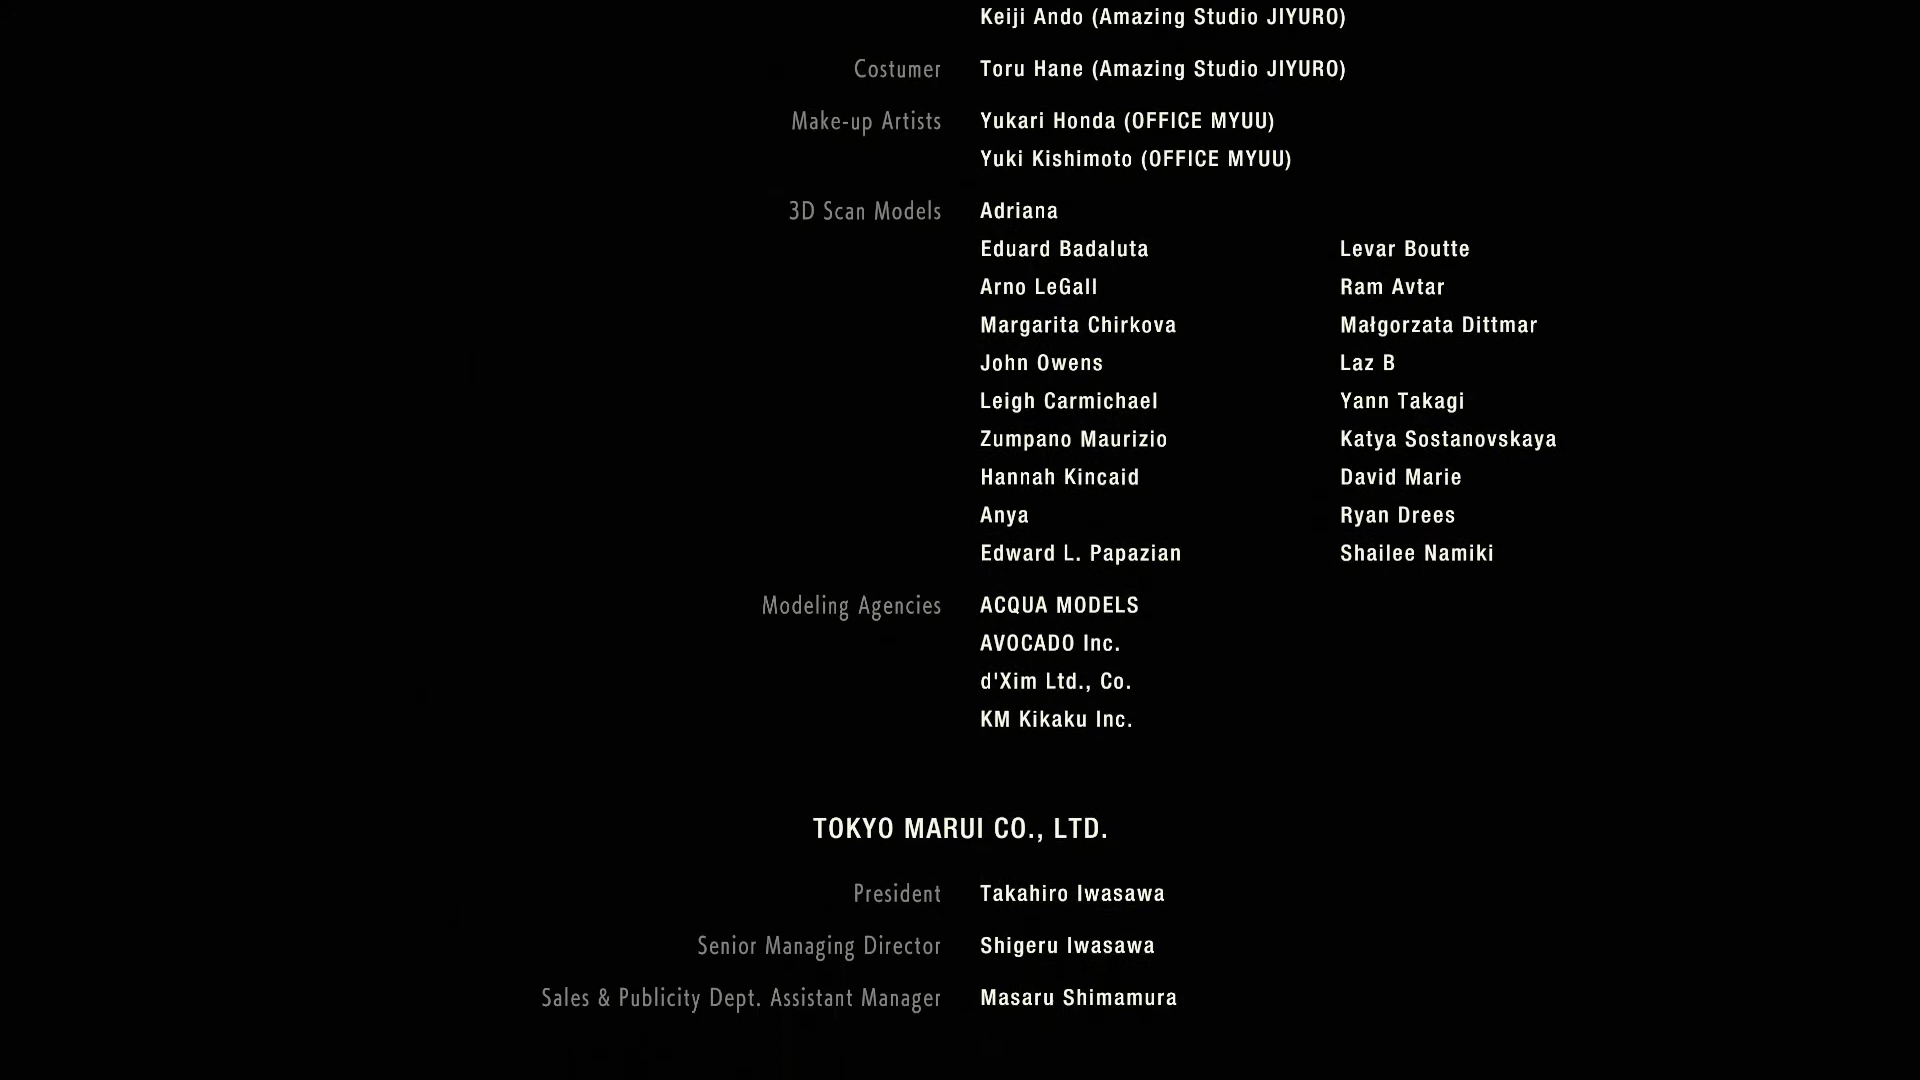 Keiji Ando (Amazing Studio JIYURO)
Costumer Toru Hane (Amazing Studio JIYURO)
Make-up Artists Yukari Honda (OFFICE MYUU)
Yuki Kishimoto (OFFICE MYUU)
3D Scan Models Adriana
Eduard Badaluta Levar Boutte
Arno LeGall Ram Avtar
Margarita Chirkova Małgorzata Dittmar
John Owens Laz B
Leigh Carmichael Yann Takagi
Zumpano Maurizio Katya Sostanovskaya
Hannah Kincaid David Marie
Anya Ryan Drees
Edward L. Papazian Shailee Namiki
Modeling Agencies ACQUA MODELS
AVOCADO Inc.
d'Xim Ltd., Co.
KM Kikaku Inc.
TOKYO MARUI CO., LTD.
President Takahiro Iwasawa
Senior Managing Director Shigeru Iwasawa
Sales & Publicity Dept. Assistant Manager Masaru Shimamura